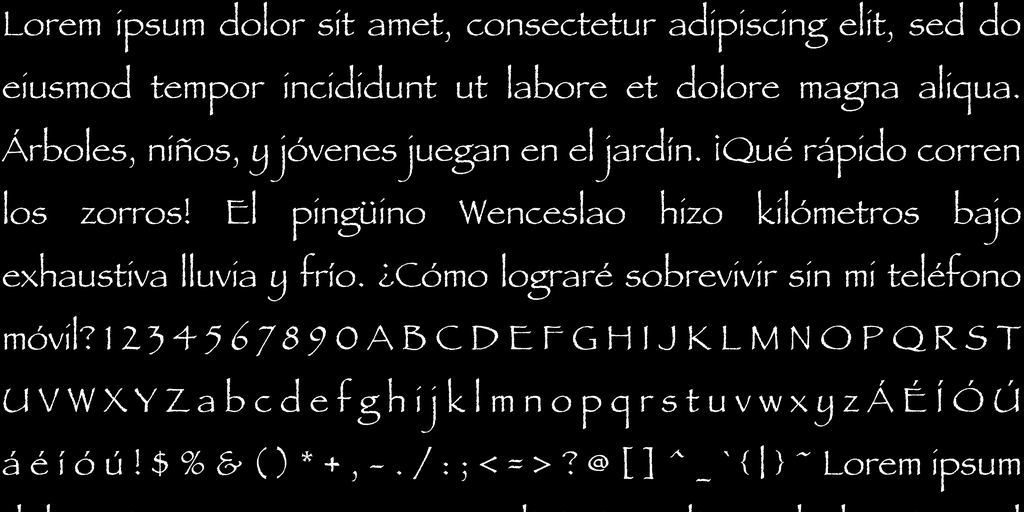 Lorem ipsum dolor sit amet, consectetur adipiscing elit, sed do
eiusmod tempor incididunt ut labore et dolore magna aliqua.
Árboles, niños, y jóvenes juegan en el jardín. ¡Qué rápido corren
los zorros! El pingüino Wenceslao hizo kilómetros bajo
exhaustiva lluvia y frío. ¿Cómo lograré sobrevivir sin mi teléfono
móvil? 1 2 3 4 5 6 7 8 9 0 A B C D E F G H I J K L M N O P Q R S T
U V W X Y Z a b c d e f g h i j k l m n o p q r s t u v w x y z Á É Í Ó Ú
á é í ó ú ! $ % & ( ) * + , - . / : ; < = > ? @ [ ] ^ _ ` { | } ~ Lorem ipsum